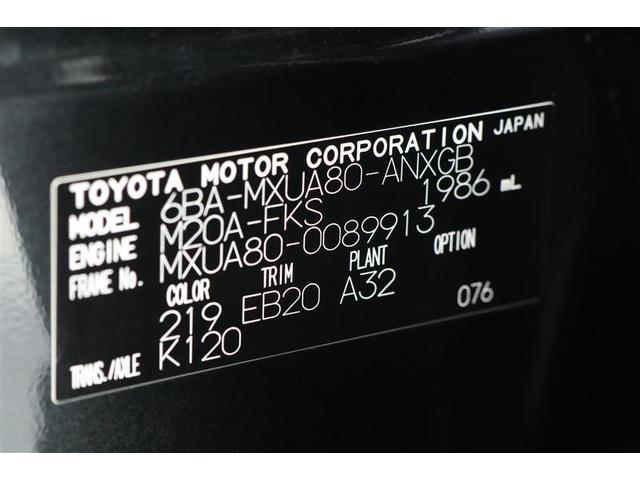 TOYOTA MOTOR CORPORATION JAPAN
MODEL 6BA-MXUA80-ANXGB
ENGINE M20A-FKS 1986 mL
FRAME No. MXUA80-0089913
COLOR TRIM PLANT OPTION
219 EB20 A32 076
TRANS./AXLE K120